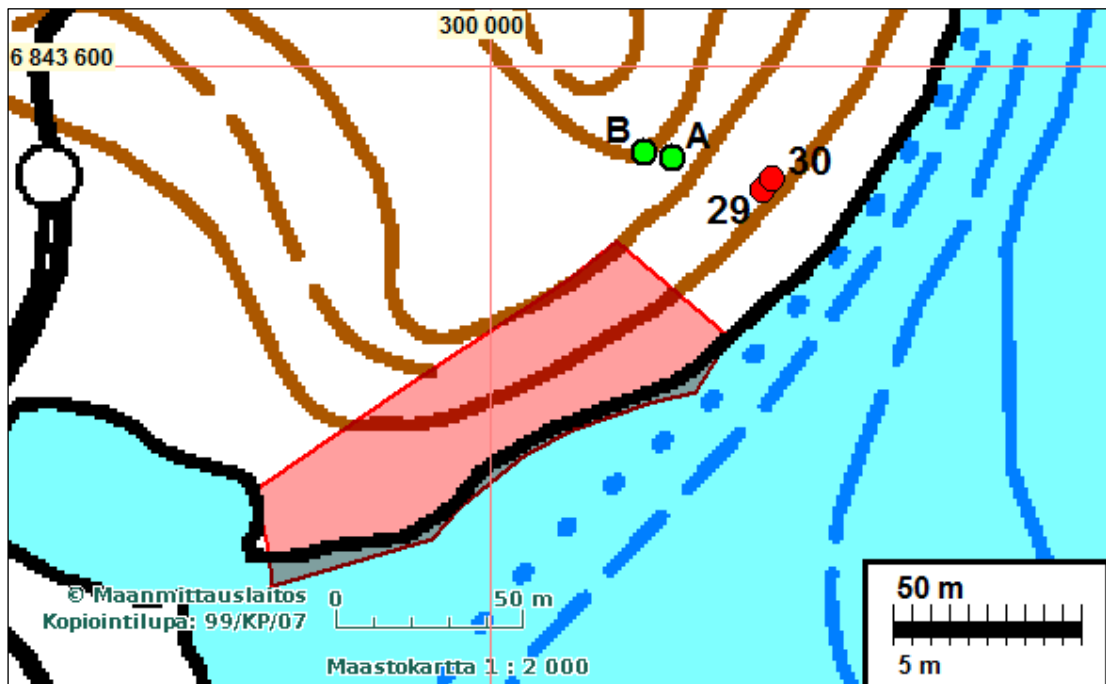 300 000
6 843 600
B
A
30
29
© Maanmittauslaitos
Kopiointilupa: 99/KP/07
0 50 m
Maastokartta 1 : 2 000
50 m
5 m